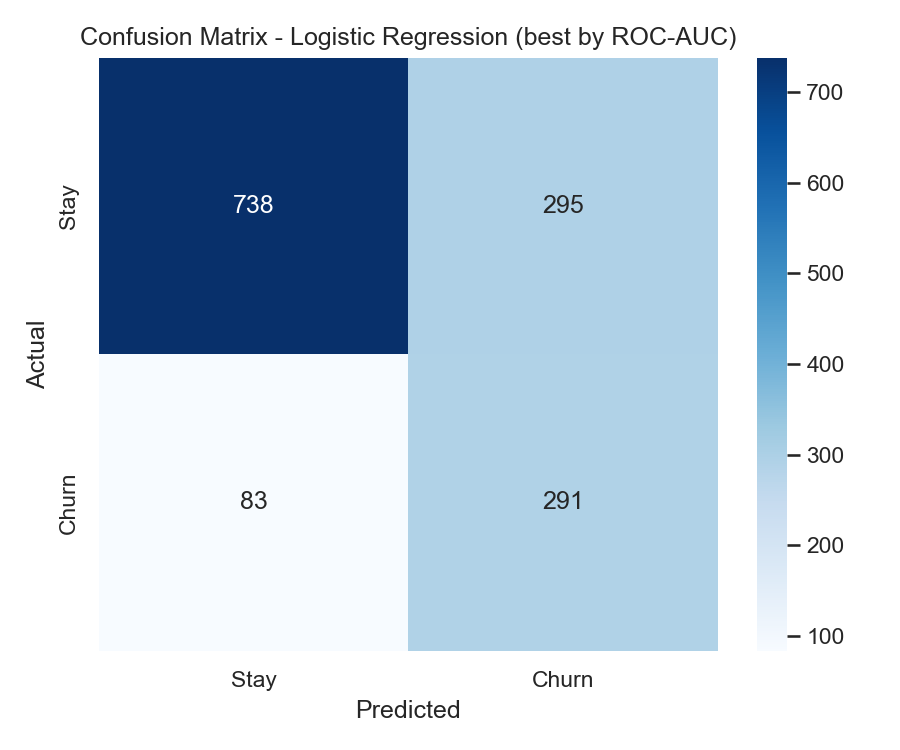 Confusion Matrix - Logistic Regression (best by ROC-AUC)
Actual
Stay
738
295
Churn
83
291
Stay
Churn
Predicted
700
600
500
400
300
200
100